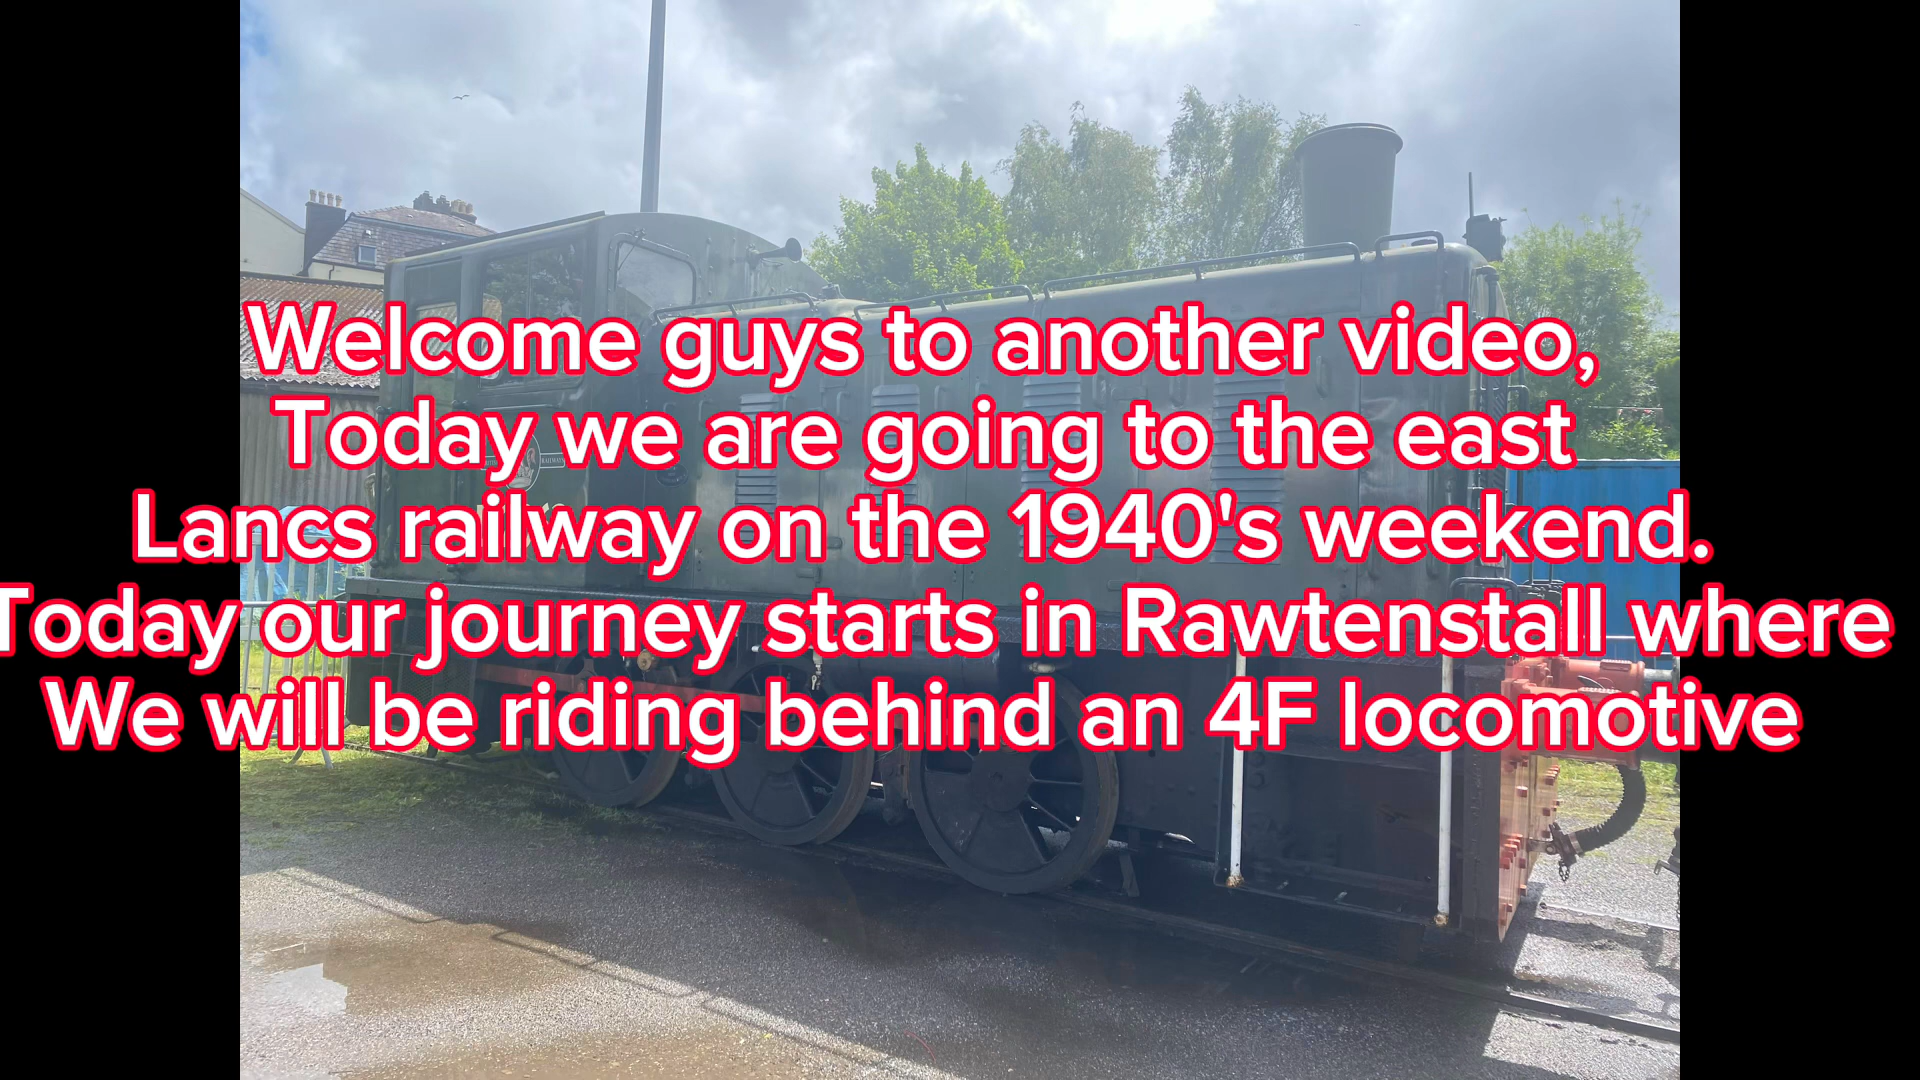 Welcome guys to another video,
Today we are going to the east
Lancs railway on the 1940's weekend.
Today our journey starts in Rawtenstall where
We will be riding behind an 4F locomotive